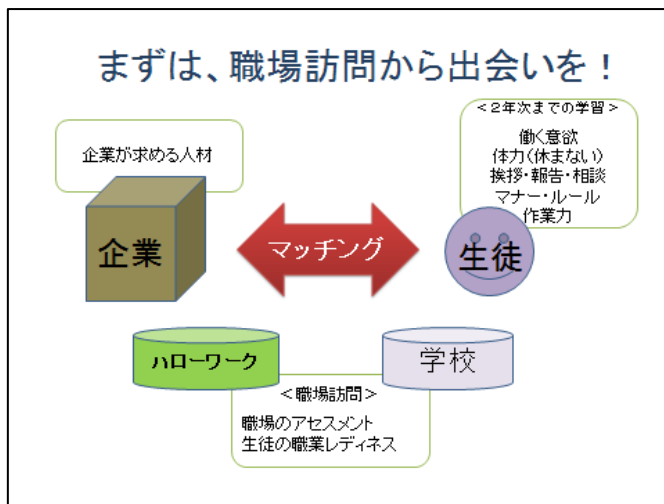 まずは、職場訪問から出会いを！
＜２年次までの学習＞
働く意欲
体力（休まない）
挨拶・報告・相談
マナー・ルール
作業力
企業が求める人材
企業
マッチング
生徒
ハローワーク
学校
＜職場訪問＞
職場のアセスメント
生徒の職業レディネス